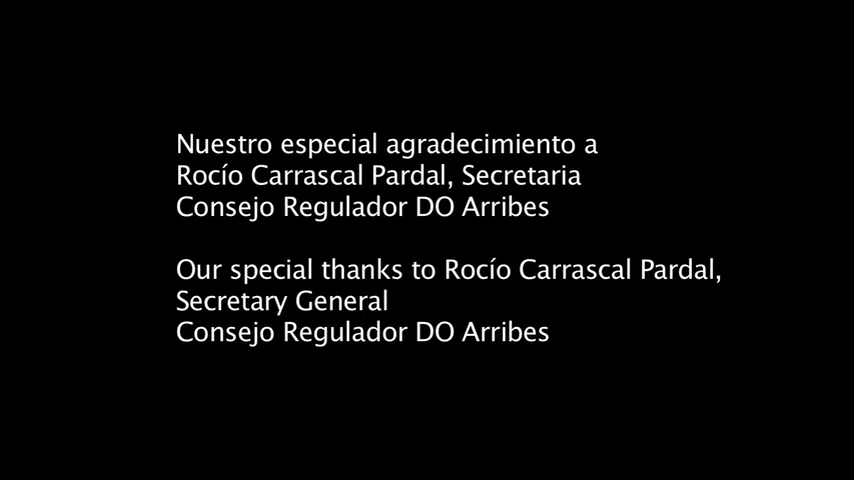 Nuestro especial agradecimiento a
Rocío Carrascal Pardal, Secretaria
Consejo Regulador DO Arribes
Our special thanks to Rocío Carrascal Pardal,
Secretary General
Consejo Regulador DO Arribes